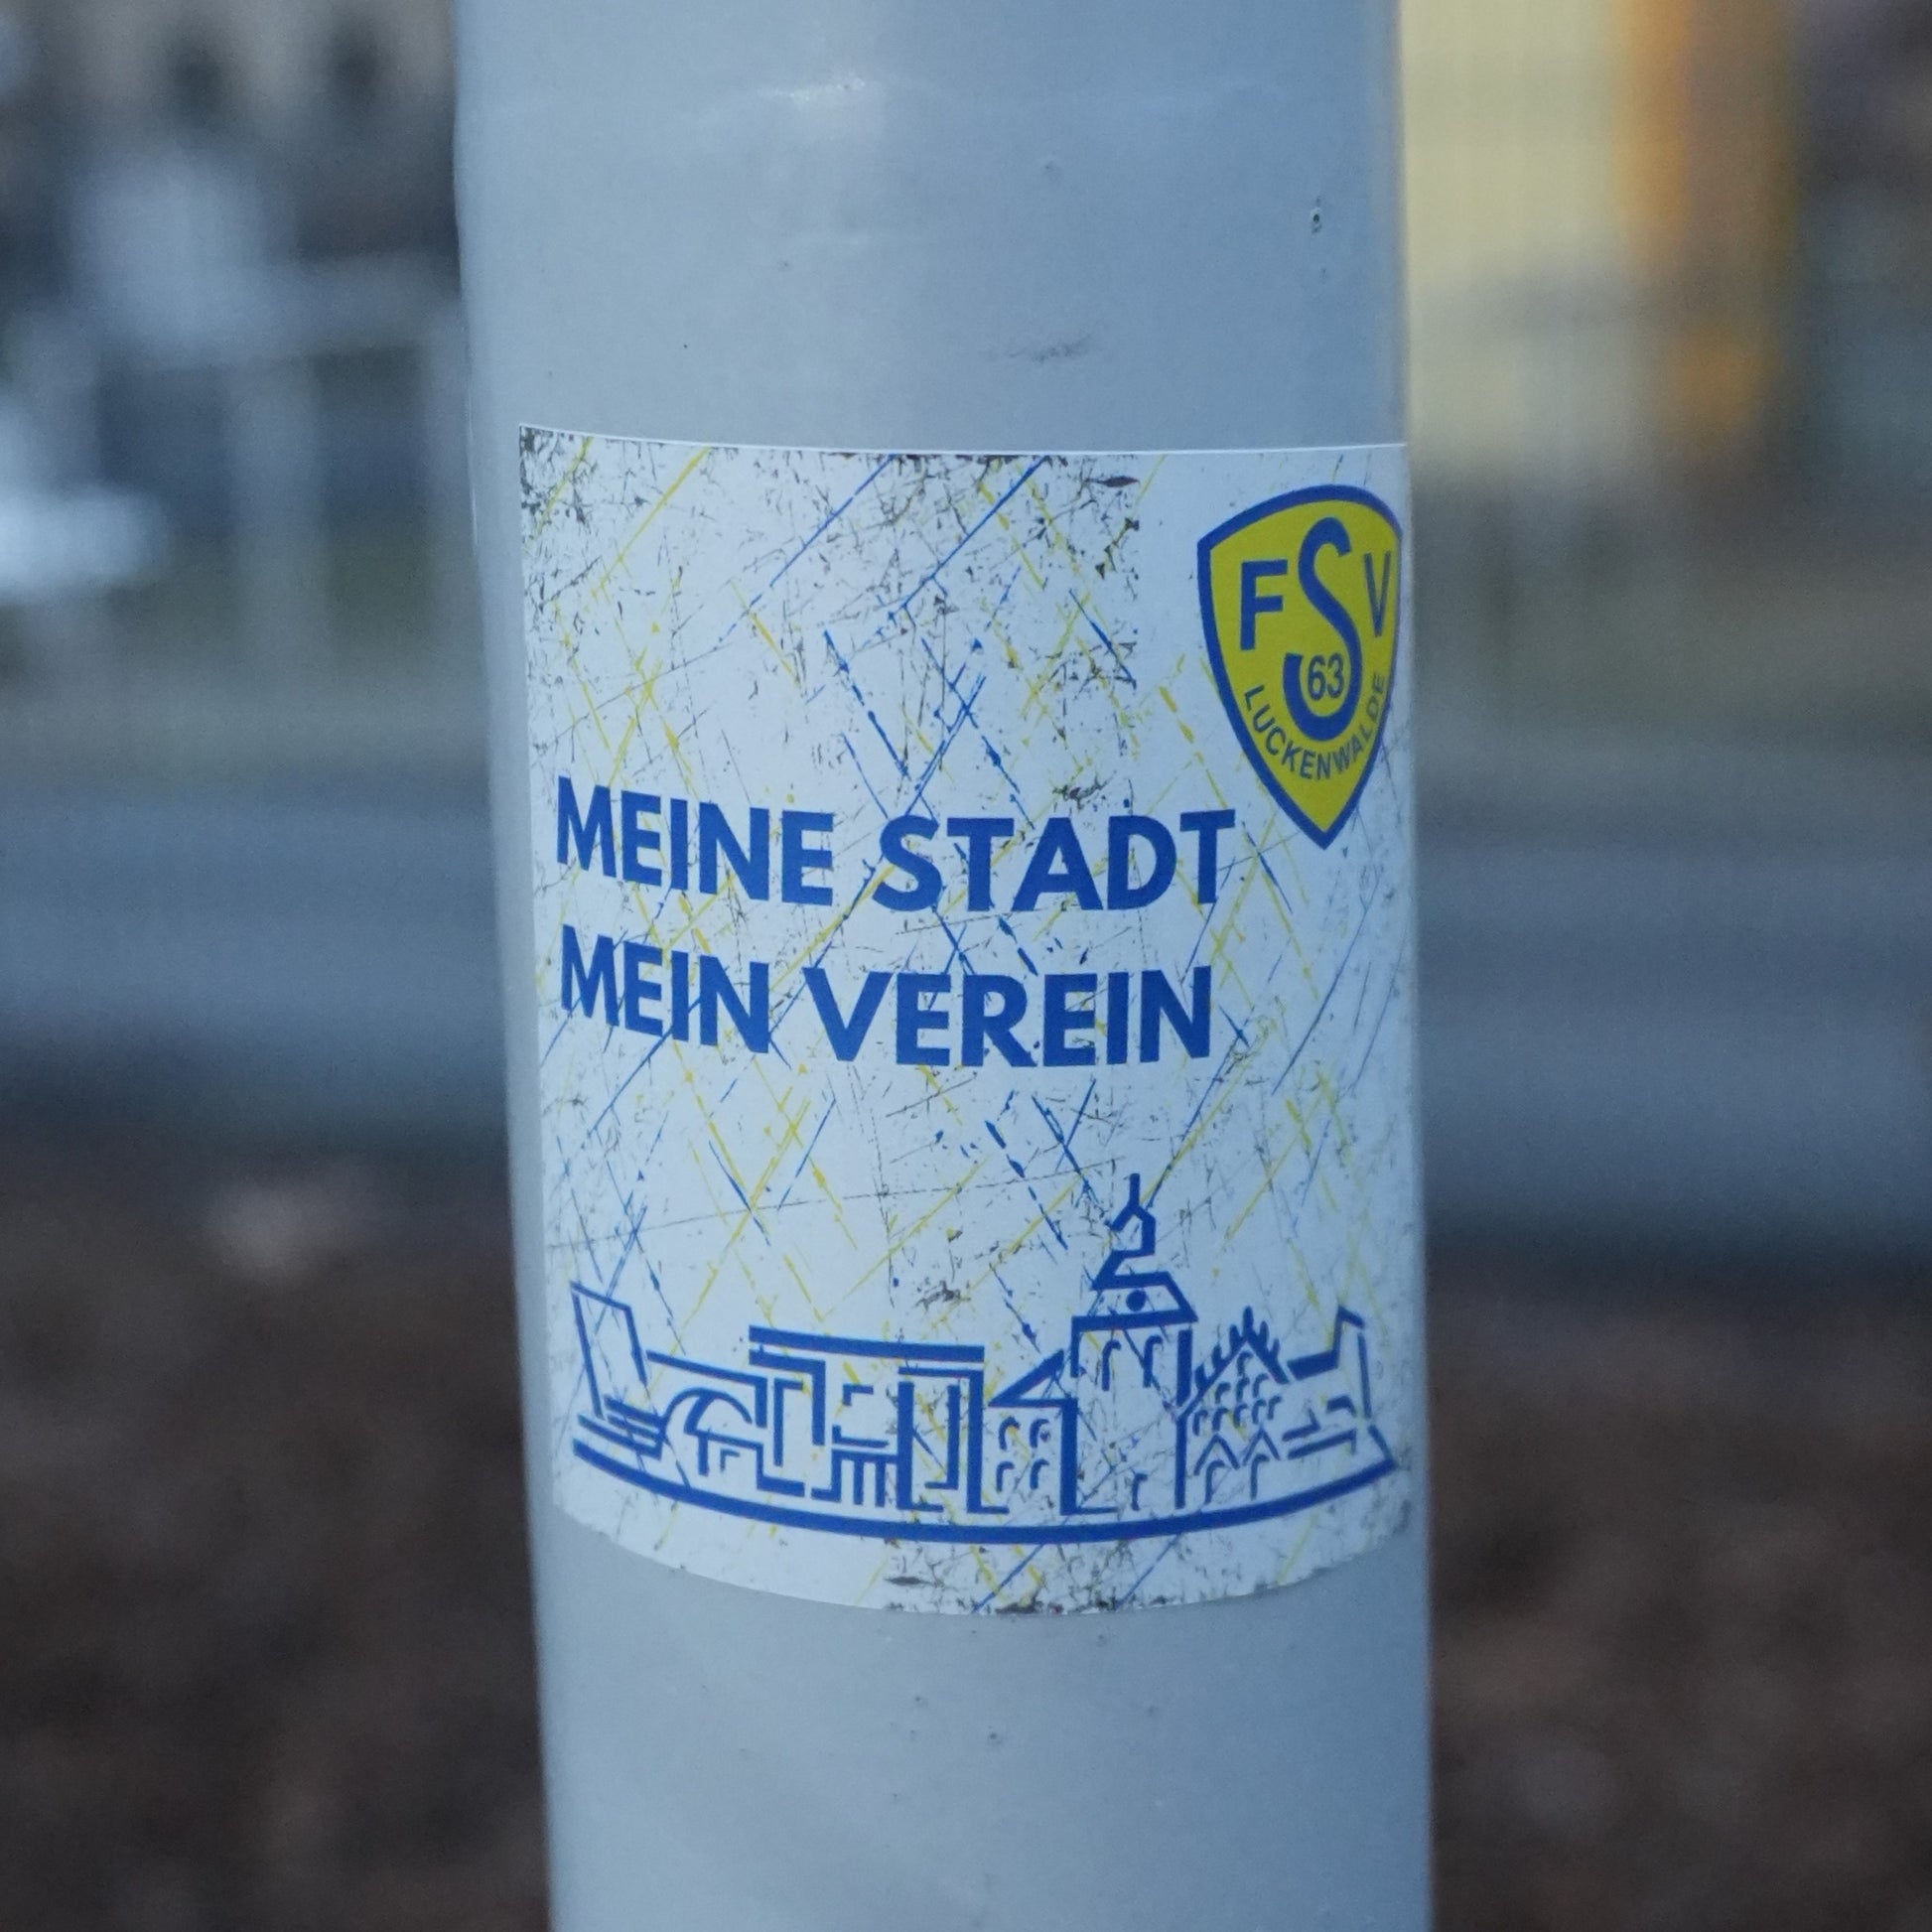 FSV
63
LUCKENWALDE
MEINE STADT
MEIN VEREIN